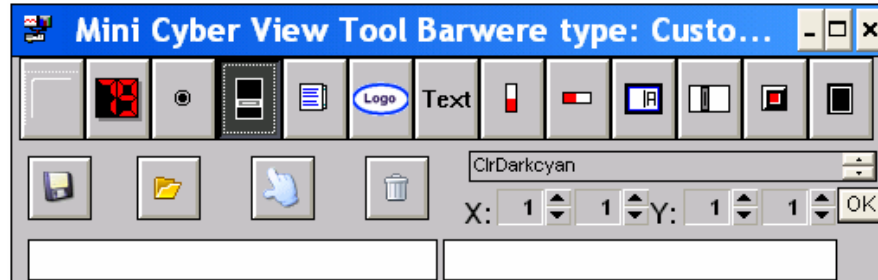 Mini Cyber View Tool Barwere type: Custo...
Logo Text
ClrDarkcyan
X: 1 1 Y: 1 1 OK